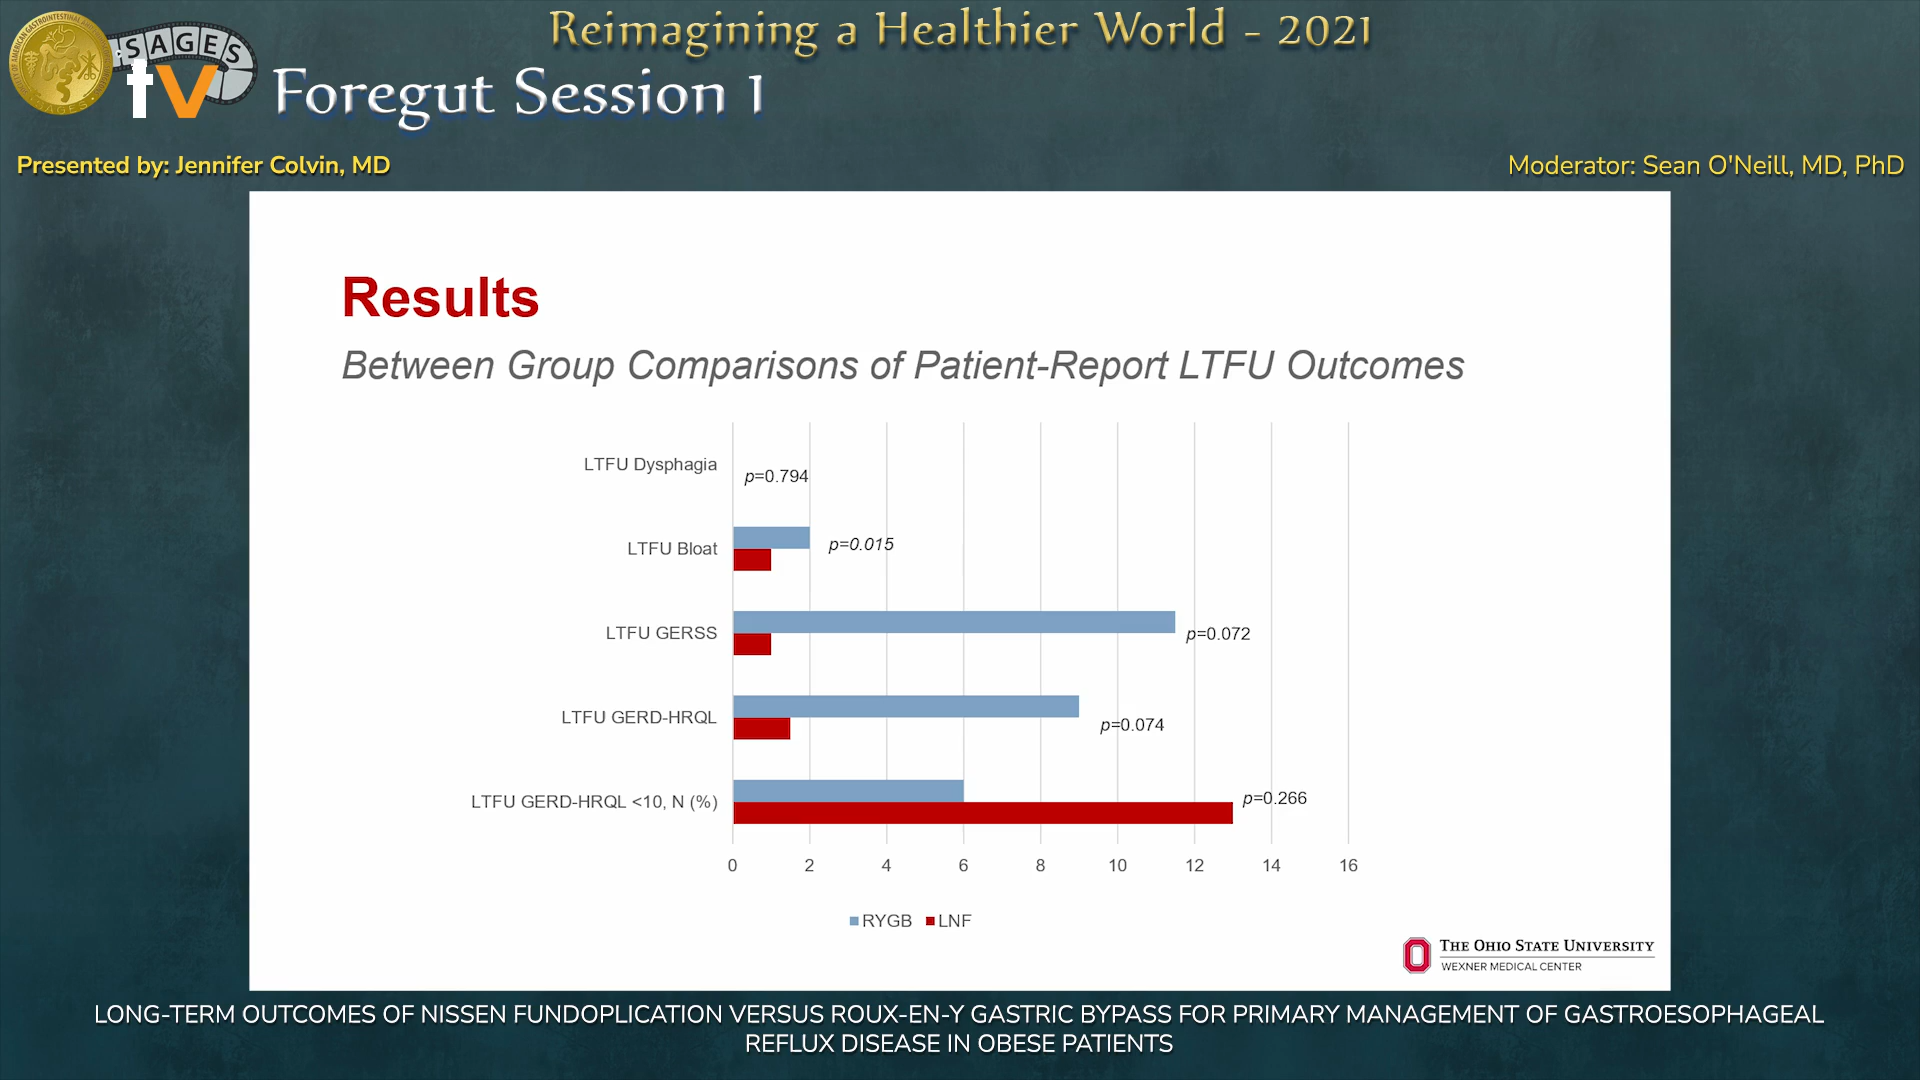 Reimagining a Healthier World - 2021
SAGES
tv
Foregut Session 1
Presented by: Jennifer Colvin, MD
Moderator: Sean O'Neill, MD, PhD
Results
Between Group Comparisons of Patient-Report LTFU Outcomes
LTFU Dysphagia
p=0.794
LTFU Bloat
p=0.015
LTFU GERSS
p=0.072
LTFU GERD-HRQL
p=0.074
LTFU GERD-HRQL <10, N (%)
p=0.266
0 2 4 6 8 10 12 14 16
RYGB LNF
THE OHIO STATE UNIVERSITY
WEXNER MEDICAL CENTER
LONG-TERM OUTCOMES OF NISSEN FUNDOPLICATION VERSUS ROUX-EN-Y GASTRIC BYPASS FOR PRIMARY MANAGEMENT OF GASTROESOPHAGEAL
REFLUX DISEASE IN OBESE PATIENTS